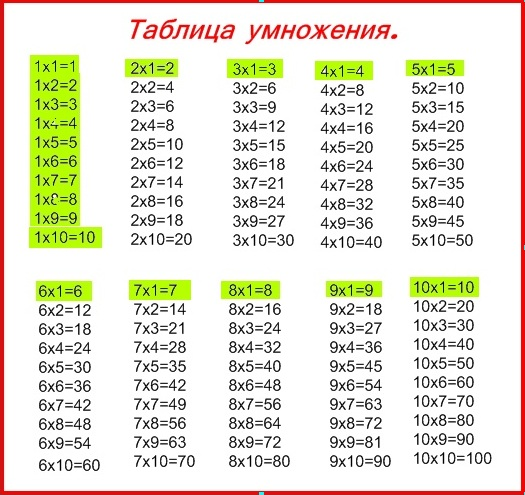 Таблица умножения.
1x1=1
1x2=2
1x3=3
1x4=4
1x5=5
1x6=6
1x7=7
1x8=8
1x9=9
1x10=10
2x1=2
2x2=4
2x3=6
2x4=8
2x5=10
2x6=12
2x7=14
2x8=16
2x9=18
2x10=20
3x1=3
3x2=6
3x3=9
3x4=12
3x5=15
3x6=18
3x7=21
3x8=24
3x9=27
3x10=30
4x1=4
4x2=8
4x3=12
4x4=16
4x5=20
4x6=24
4x7=28
4x8=32
4x9=36
4x10=40
5x1=5
5x2=10
5x3=15
5x4=20
5x5=25
5x6=30
5x7=35
5x8=40
5x9=45
5x10=50
6x1=6
6x2=12
6x3=18
6x4=24
6x5=30
6x6=36
6x7=42
6x8=48
6x9=54
6x10=60
7x1=7
7x2=14
7x3=21
7x4=28
7x5=35
7x6=42
7x7=49
7x8=56
7x9=63
7x10=70
8x1=8
8x2=16
8x3=24
8x4=32
8x5=40
8x6=48
8x7=56
8x8=64
8x9=72
8x10=80
9x1=9
9x2=18
9x3=27
9x4=36
9x5=45
9x6=54
9x7=63
9x8=72
9x9=81
9x10=90
10x1=10
10x2=20
10x3=30
10x4=40
10x5=50
10x6=60
10x7=70
10x8=80
10x9=90
10x10=100